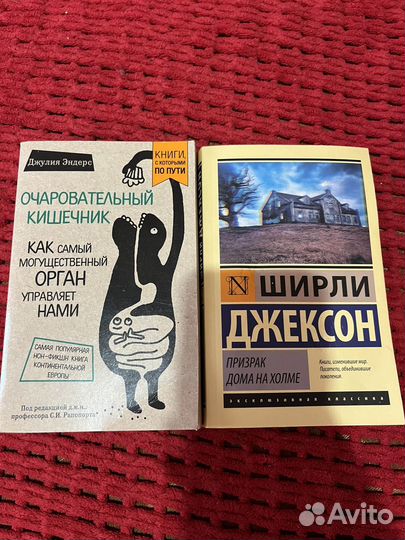 Джулия Эндерс
КНИГИ,
С КОТОРЫМИ
ПО ПУТИ
ОЧАРОВАТЕЛЬНЫЙ
КИШЕЧНИК
КАК САМЫЙ
МОГУЩЕСТВЕННЫЙ
ОРГАН
УПРАВЛЯЕТ
НАМИ
САМАЯ ПОПУЛЯРНАЯ
НОН-ФИКШН КНИГА
КОНТИНЕНТАЛЬНОЙ
ЕВРОПЫ
Под редакцией д.м.н.,
профессора С.И. Рапопорта
N
ШИРЛИ
ДЖЕКСОН
ПРИЗРАК
ДОМА НА ХОЛМЕ
Книги, изменившие мир.
Писатели, объединившие
поколения.
ЭКСКЛЮЗИВНАЯ КЛАССИКА
Avito